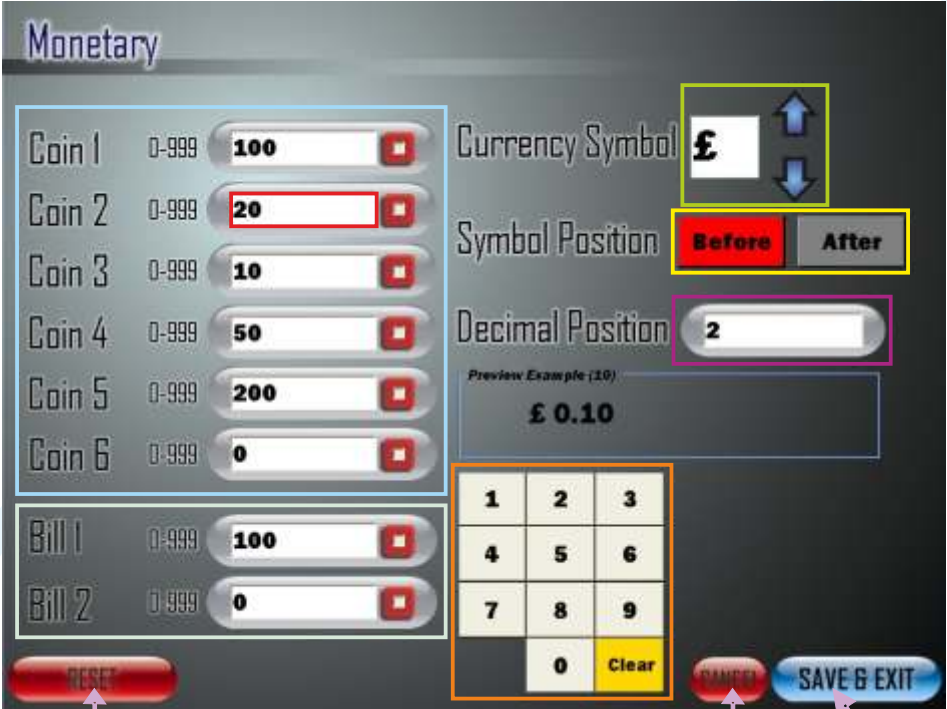 Monetary
Coin 1 0-999 100
Coin 2 0-999 20
Coin 3 0-999 10
Coin 4 0-999 50
Coin 5 0-999 200
Coin 6 0-999 0
Bill 1 0-999 100
Bill 2 0-999 0
RESET
Currency Symbol £
Symbol Position Before After
Decimal Position 2
Preview Example (10)
£ 0.10
1 2 3
4 5 6
7 8 9
0 Clear
CANCEL SAVE & EXIT